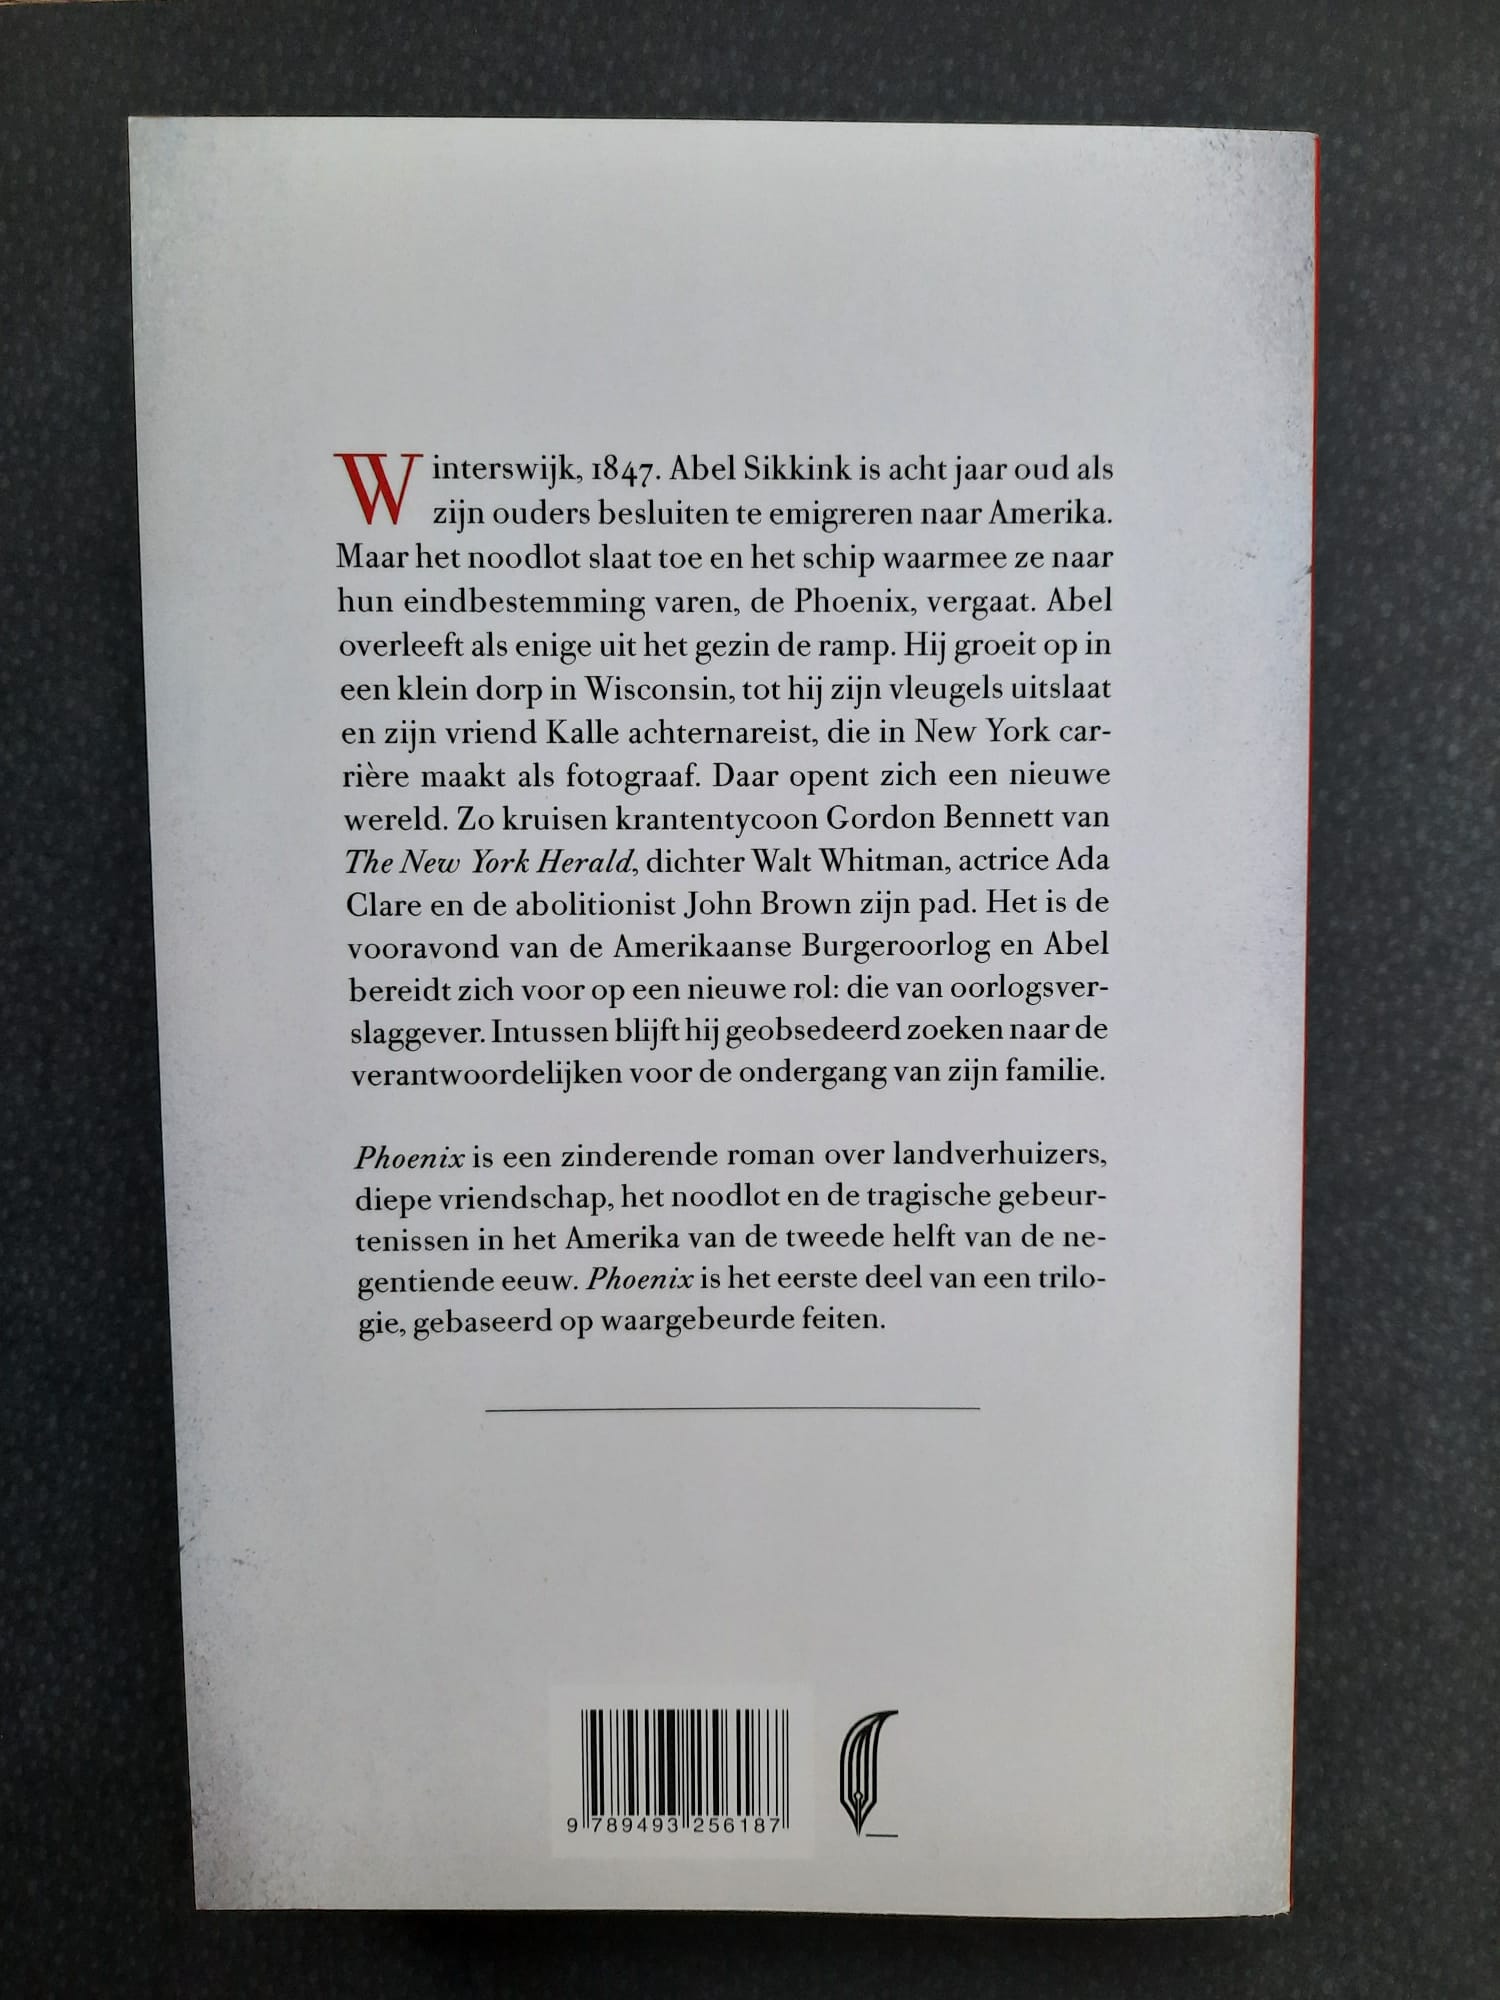 Winterswijk, 1847. Abel Sikkink is acht jaar oud als
zijn ouders besluiten te emigreren naar Amerika.
Maar het noodlot slaat toe en het schip waarmee ze naar
hun eindbestemming varen, de Phoenix, vergaat. Abel
overleeft als enige uit het gezin de ramp. Hij groeit op in
een klein dorp in Wisconsin, tot hij zijn vleugels uitslaat
en zijn vriend Kalle achternareist, die in New York car-
rière maakt als fotograaf. Daar opent zich een nieuwe
wereld. Zo kruisen krantentycoon Gordon Bennett van
The New York Herald, dichter Walt Whitman, actrice Ada
Clare en de abolitionist John Brown zijn pad. Het is de
vooravond van de Amerikaanse Burgeroorlog en Abel
bereidt zich voor op een nieuwe rol: die van oorlogsver-
slaggever. Intussen blijft hij geobsedeerd zoeken naar de
verantwoordelijken voor de ondergang van zijn familie.
Phoenix is een zinderende roman over landverhuizers,
diepe vriendschap, het noodlot en de tragische gebeur-
tenissen in het Amerika van de tweede helft van de ne-
gentiende eeuw. Phoenix is het eerste deel van een trilo-
gie, gebaseerd op waargebeurde feiten.
9 789493 256187